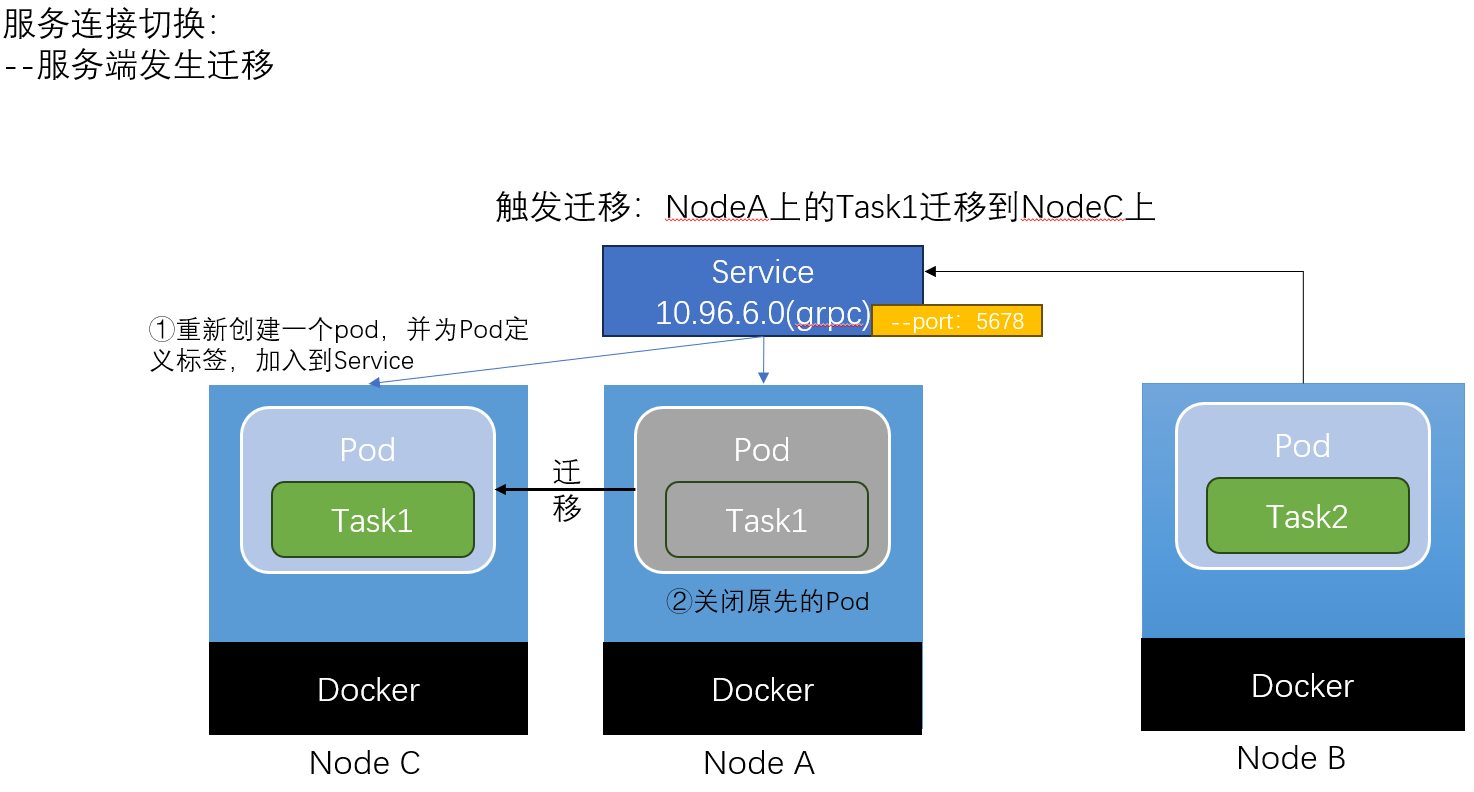 服务连接切换：
--服务端发生迁移
触发迁移：NodeA上的Task1迁移到NodeC上
Service
10.96.6.0(grpc)
--port：5678
①重新创建一个pod，并为Pod定
义标签，加入到Service
Pod
Task1
迁
移
Pod
Task1
②关闭原先的Pod
Pod
Task2
Docker
Docker
Docker
Node C
Node A
Node B